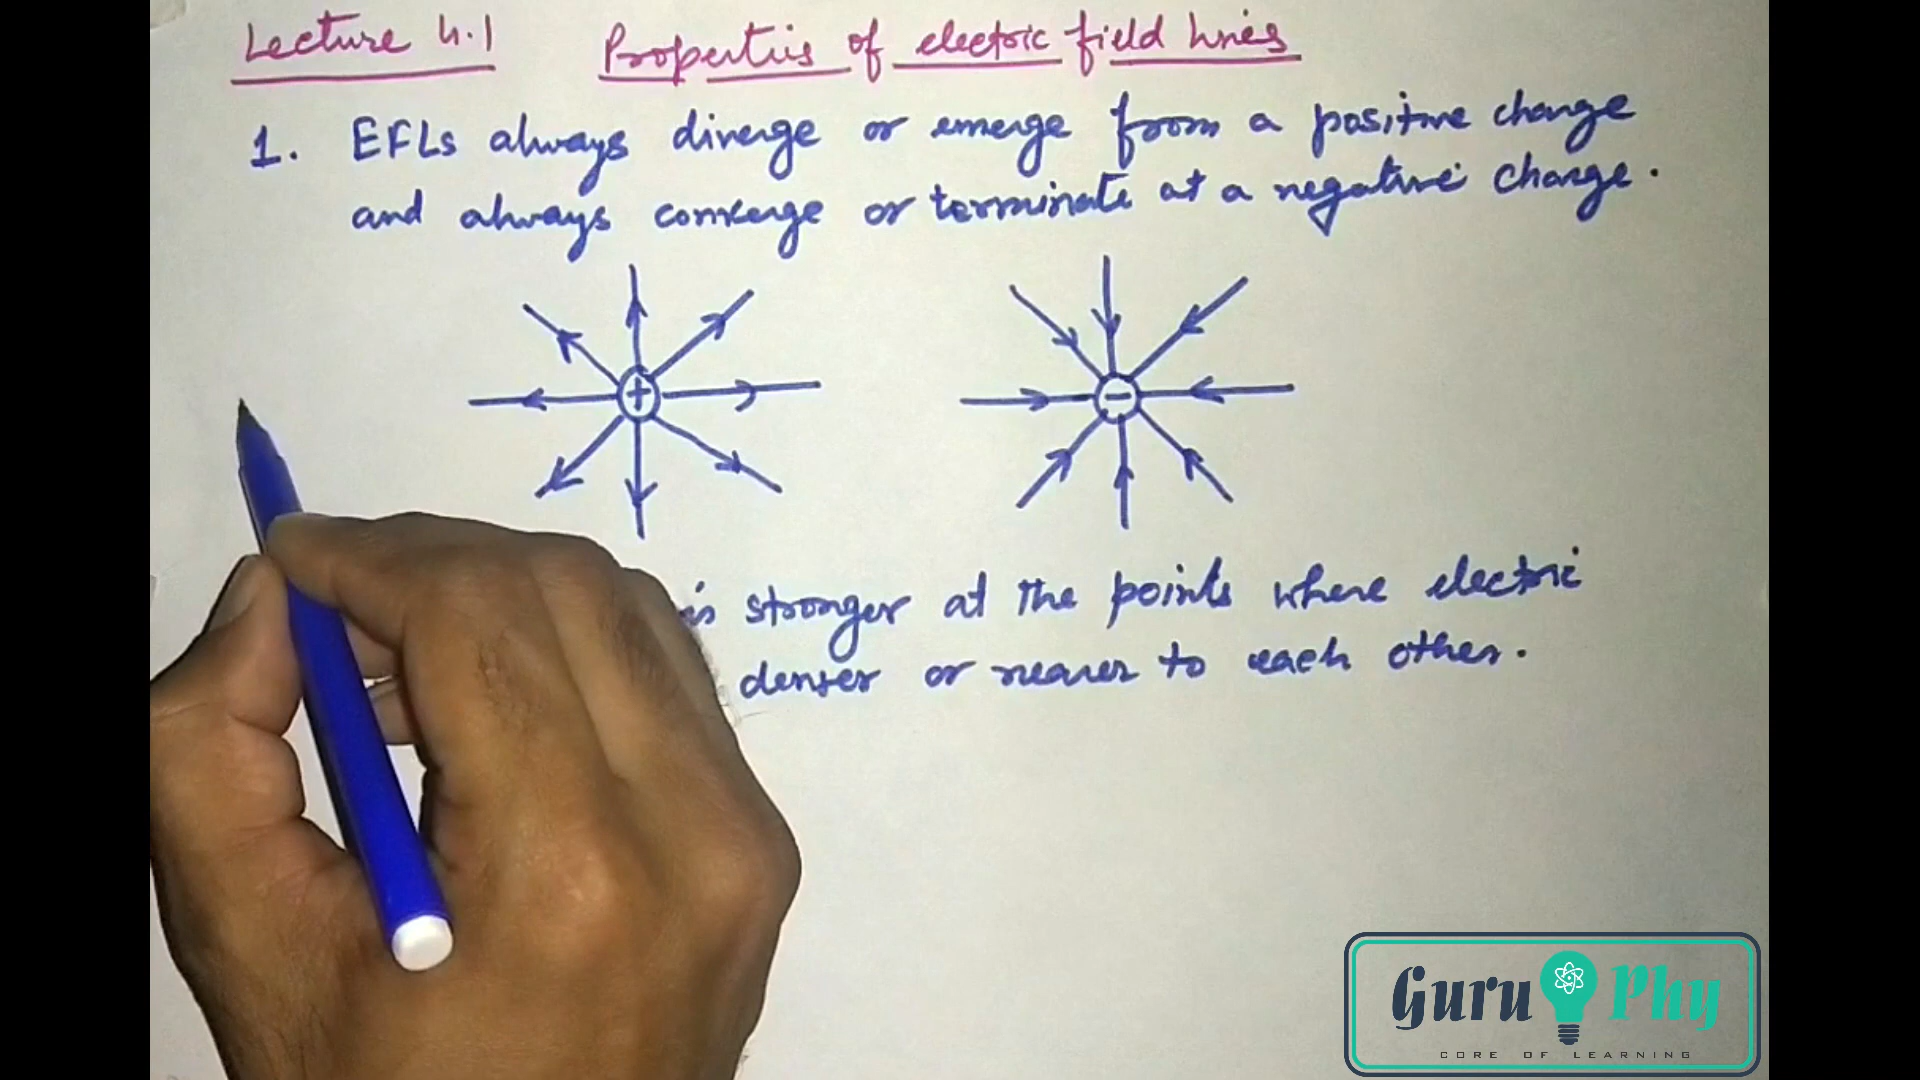 Lecture 4.1 Properties of electric field lines
1. EFLs always diverge or emerge from a positive charge
and always converge or terminate at a negative charge.
+ −
is stronger at the points where electric
denser or nearer to each other.
Guru Phy
CORE OF LEARNING